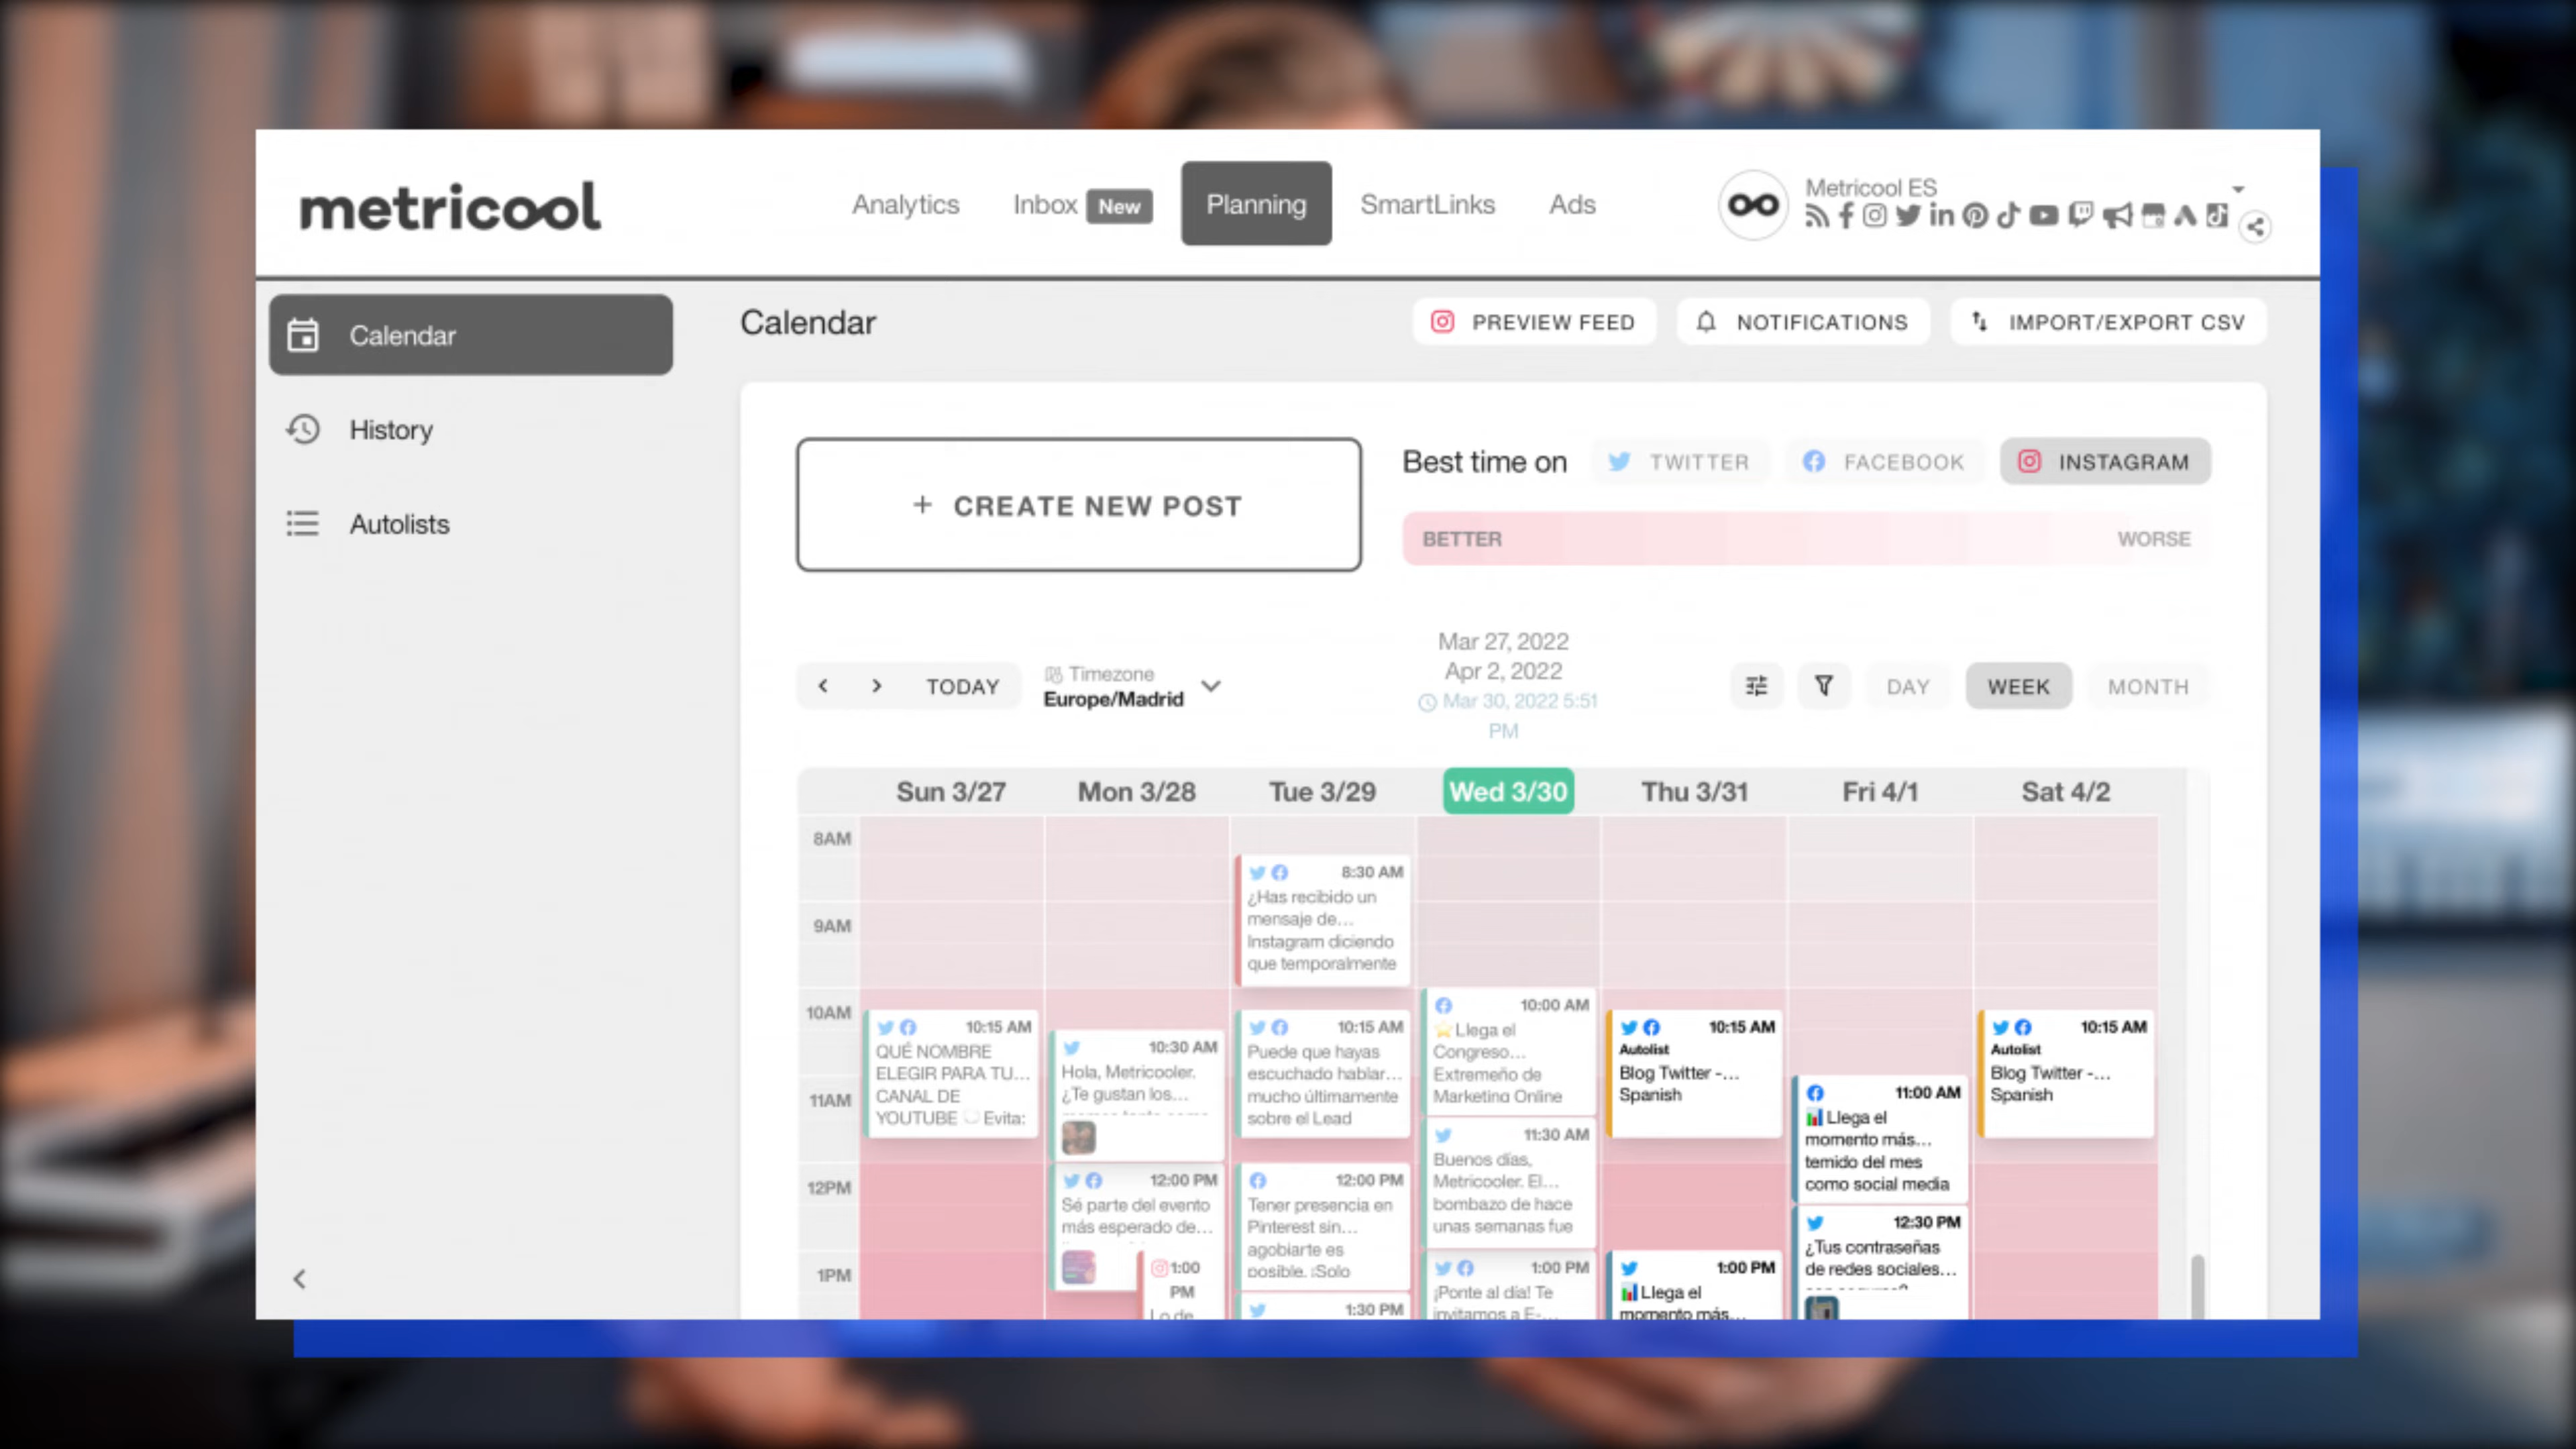 metricool
Analytics
Inbox New
Planning
SmartLinks
Ads
Metricool ES
Calendar
History
Autolists
Calendar
PREVIEW FEED
NOTIFICATIONS
IMPORT/EXPORT CSV
+ CREATE NEW POST
Best time on
TWITTER
FACEBOOK
INSTAGRAM
BETTER
WORSE
TODAY
Timezone
Europe/Madrid
Mar 27, 2022
Apr 2, 2022
Mar 30, 2022 5:51
PM
DAY
WEEK
MONTH
Sun 3/27
Mon 3/28
Tue 3/29
Wed 3/30
Thu 3/31
Fri 4/1
Sat 4/2
8AM
9AM
10AM
11AM
12PM
1PM
10:15 AM
QUÉ NOMBRE
ELEGIR PARA TU...
CANAL DE
YOUTUBE Evita:
10:30 AM
Hola, Metricooler.
¿Te gustan los...
12:00 PM
Sé parte del evento
más esperado de...
1:00
PM
Lo de
8:30 AM
¿Has recibido un
mensaje de...
Instagram diciendo
que temporalmente
10:15 AM
Puede que hayas
escuchado hablar...
mucho últimamente
sobre el Lead
12:00 PM
Tener presencia en
Pinterest sin...
agobiarte es
posible. ¡Solo
1:30 PM
10:00 AM
Llega el
Congreso...
Extremeño de
Marketing Online
11:30 AM
Buenos días,
Metricooler. El...
bombazo de hace
unas semanas fue
1:00 PM
¡Ponte al día! Te
invitamos a E-...
10:15 AM
Autolist
Blog Twitter -...
Spanish
1:00 PM
Llega el
momento más...
11:00 AM
Llega el
momento más...
temido del mes
como social media
12:30 PM
¿Tus contraseñas
de redes sociales...
10:15 AM
Autolist
Blog Twitter -...
Spanish